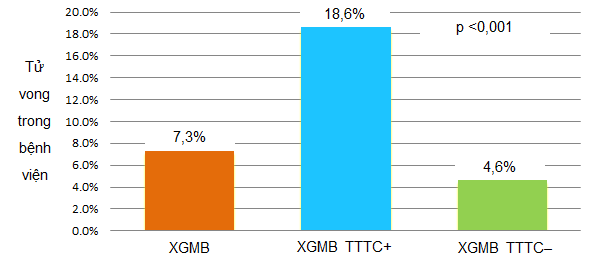 Tử
vong
trong
bệnh
viện
20.0%
18.0%
16.0%
14.0%
12.0%
10.0%
8.0%
6.0%
4.0%
2.0%
0.0%
7,3%
18,6%
4,6%
p <0,001
XGMB
XGMB TTTC+
XGMB TTTC–